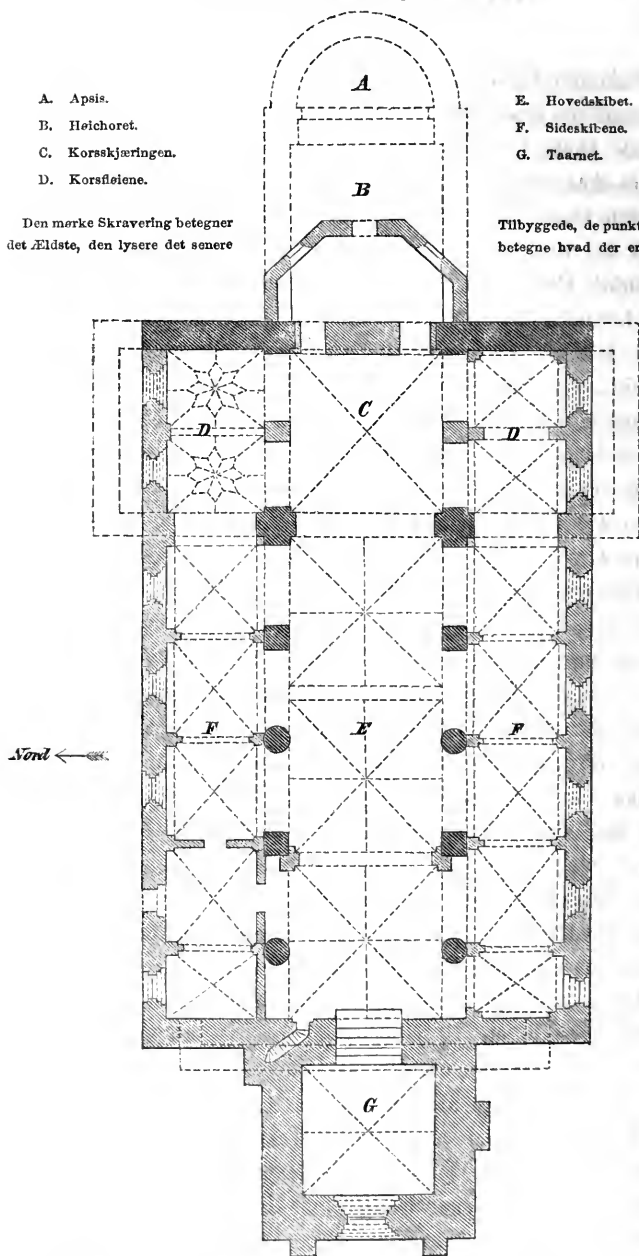 A. Apsis.
B. Høichoret.
C. Korsskjæringen.
D. Korsfløiene.
E. Hovedskibet.
F. Sideskibene.
G. Taarnet.
Den mørke Skravering betegner
det Ældste, den lysere det senere
Tilbyggede, de punkt
betegne hvad der er
A
B
C
D
D
F
E
F
Nord
G